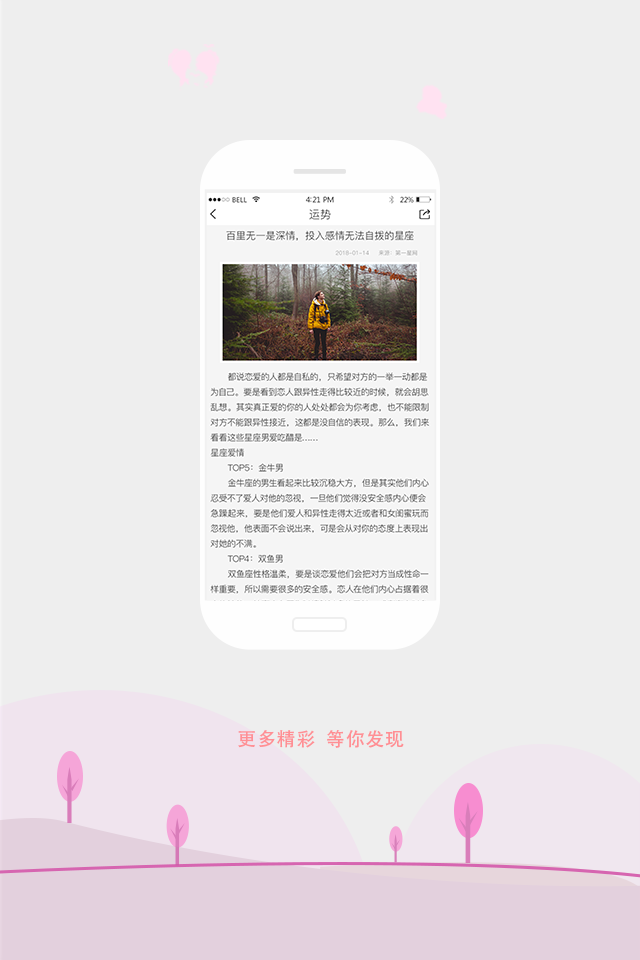 BELL 4:21 PM 22%
运势
百里无一是深情，投入感情无法自拨的星座
2018-01-14 来源：第一星网
都说恋爱的人都是自私的，只希望对方的一举一动都是
为自己。要是看到恋人跟异性走得比较近的时候，就会胡思
乱想。其实真正爱的你的人处处都会为你考虑，也不能限制
对方不能跟异性接近，这都是没自信的表现。那么，我们来
看看这些星座男爱吃醋是……
星座爱情
TOP5：金牛男
金牛座的男生看起来比较沉稳大方，但是其实他们内心
忍受不了爱人对他的忽视，一旦他们觉得没安全感内心便会
急躁起来，要是他们爱人和异性走得太近或者和女闺蜜玩而
忽视他，他表面不会说出来，可是会从对你的态度上表现出
对她的不满。
TOP4：双鱼男
双鱼座性格温柔，要是谈恋爱他们会把对方当成性命一
样重要，所以需要很多的安全感。恋人在他们内心占据着很
更多精彩 等你发现